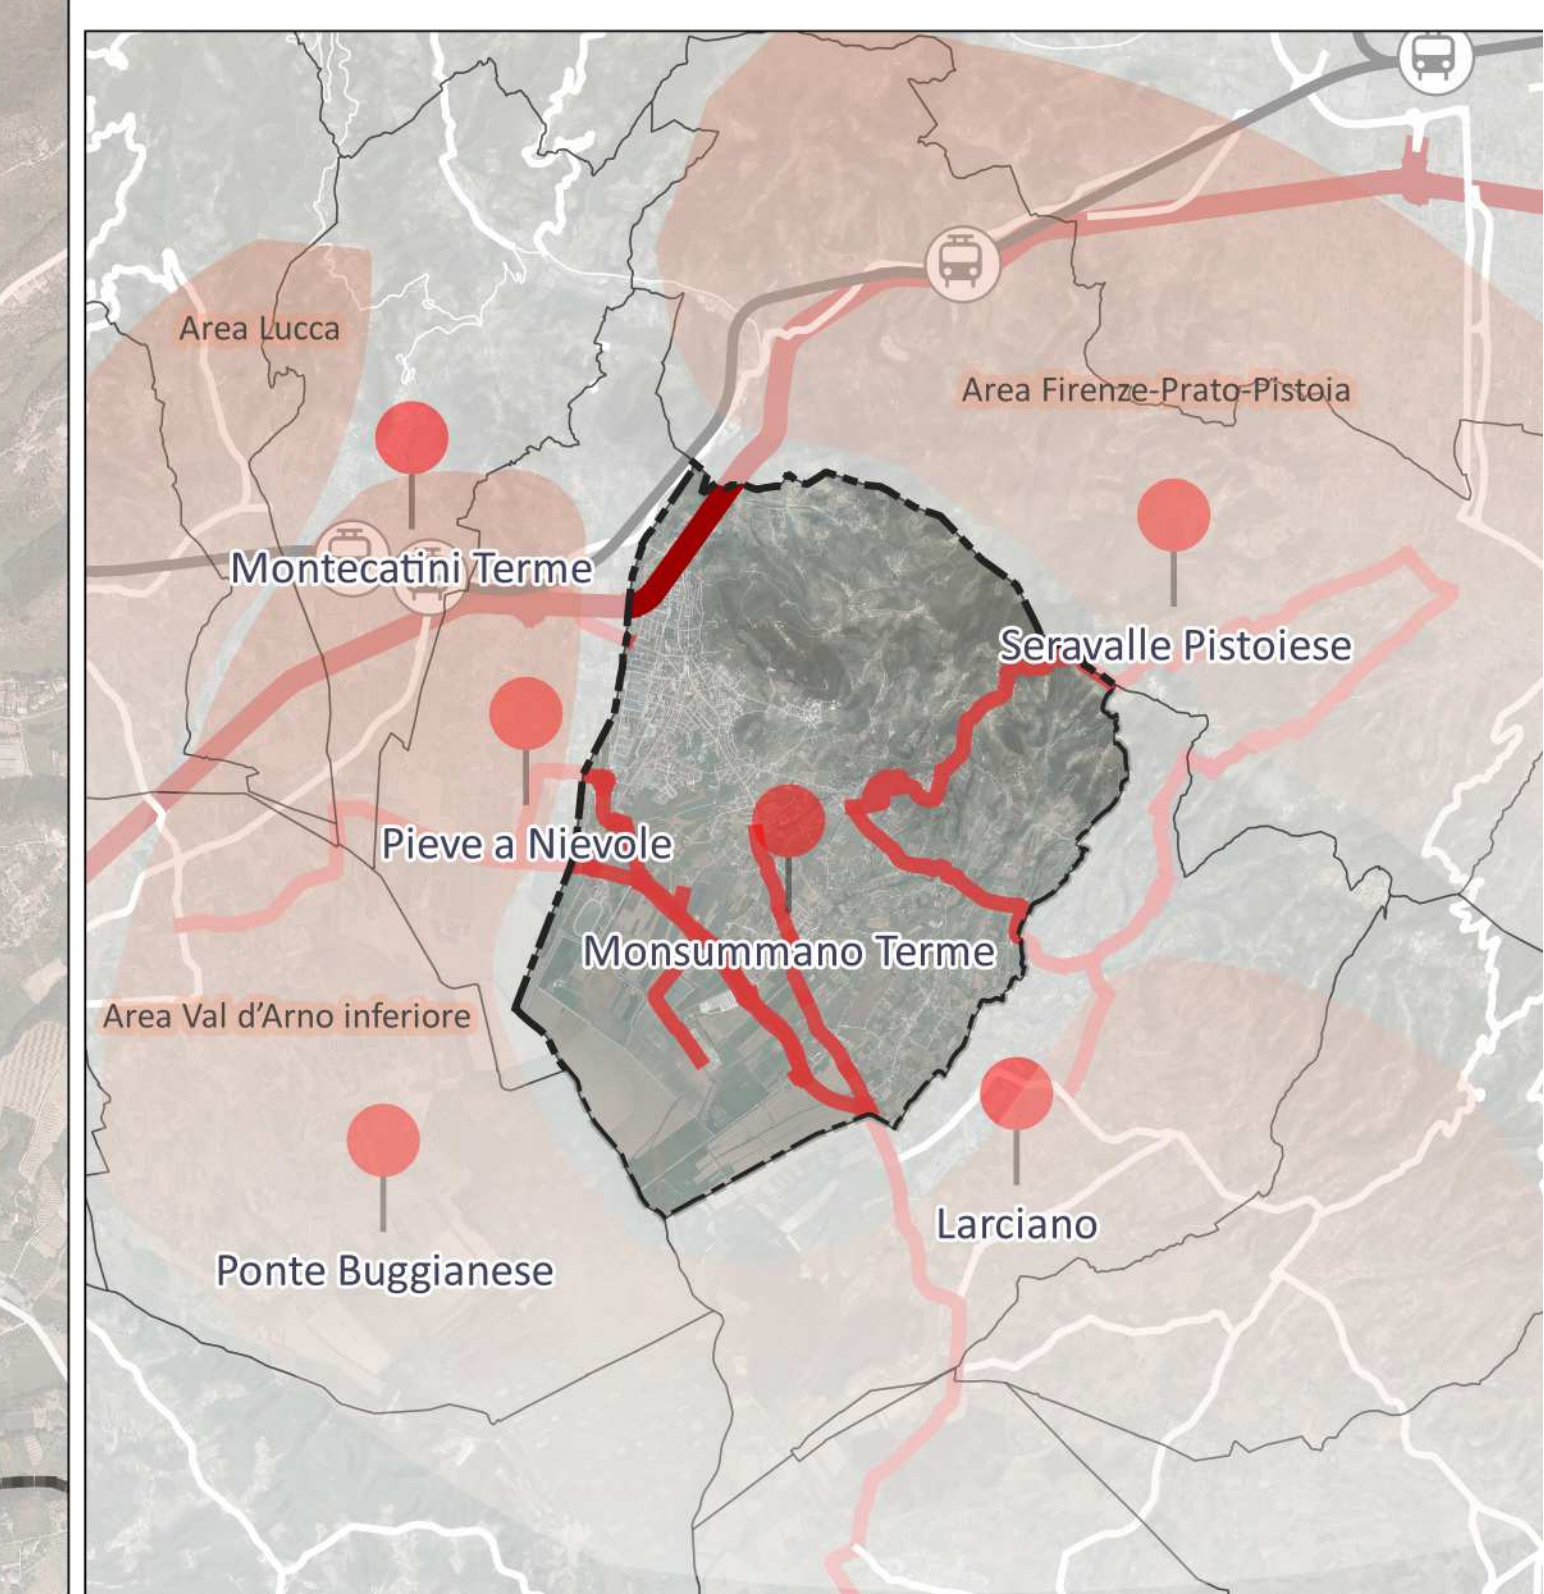 Area Lucca
Area Firenze-Prato-Pistoia
Montecatini Terme
Seravalle Pistoiese
Pieve a Nievole
Monsummano Terme
Area Val d'Arno inferiore
Larciano
Ponte Buggianese